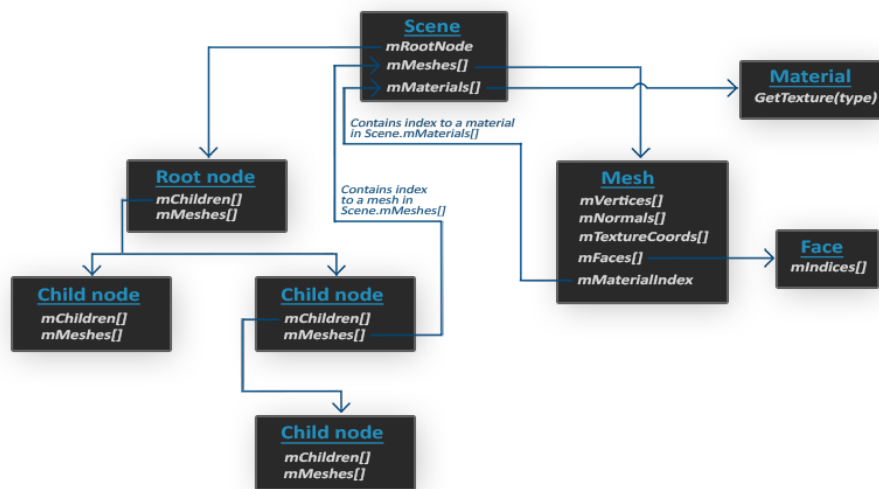 Scene
mRootNode
mMeshes[]
mMaterials[]
Material
GetTexture(type)
Contains index to a material
in Scene.mMaterials[]
Root node
mChildren[]
mMeshes[]
Contains index
to a mesh in
Scene.mMeshes[]
Mesh
mVertices[]
mNormals[]
mTextureCoords[]
mFaces[]
mMaterialIndex
Face
mIndices[]
Child node
mChildren[]
mMeshes[]
Child node
mChildren[]
mMeshes[]
Child node
mChildren[]
mMeshes[]